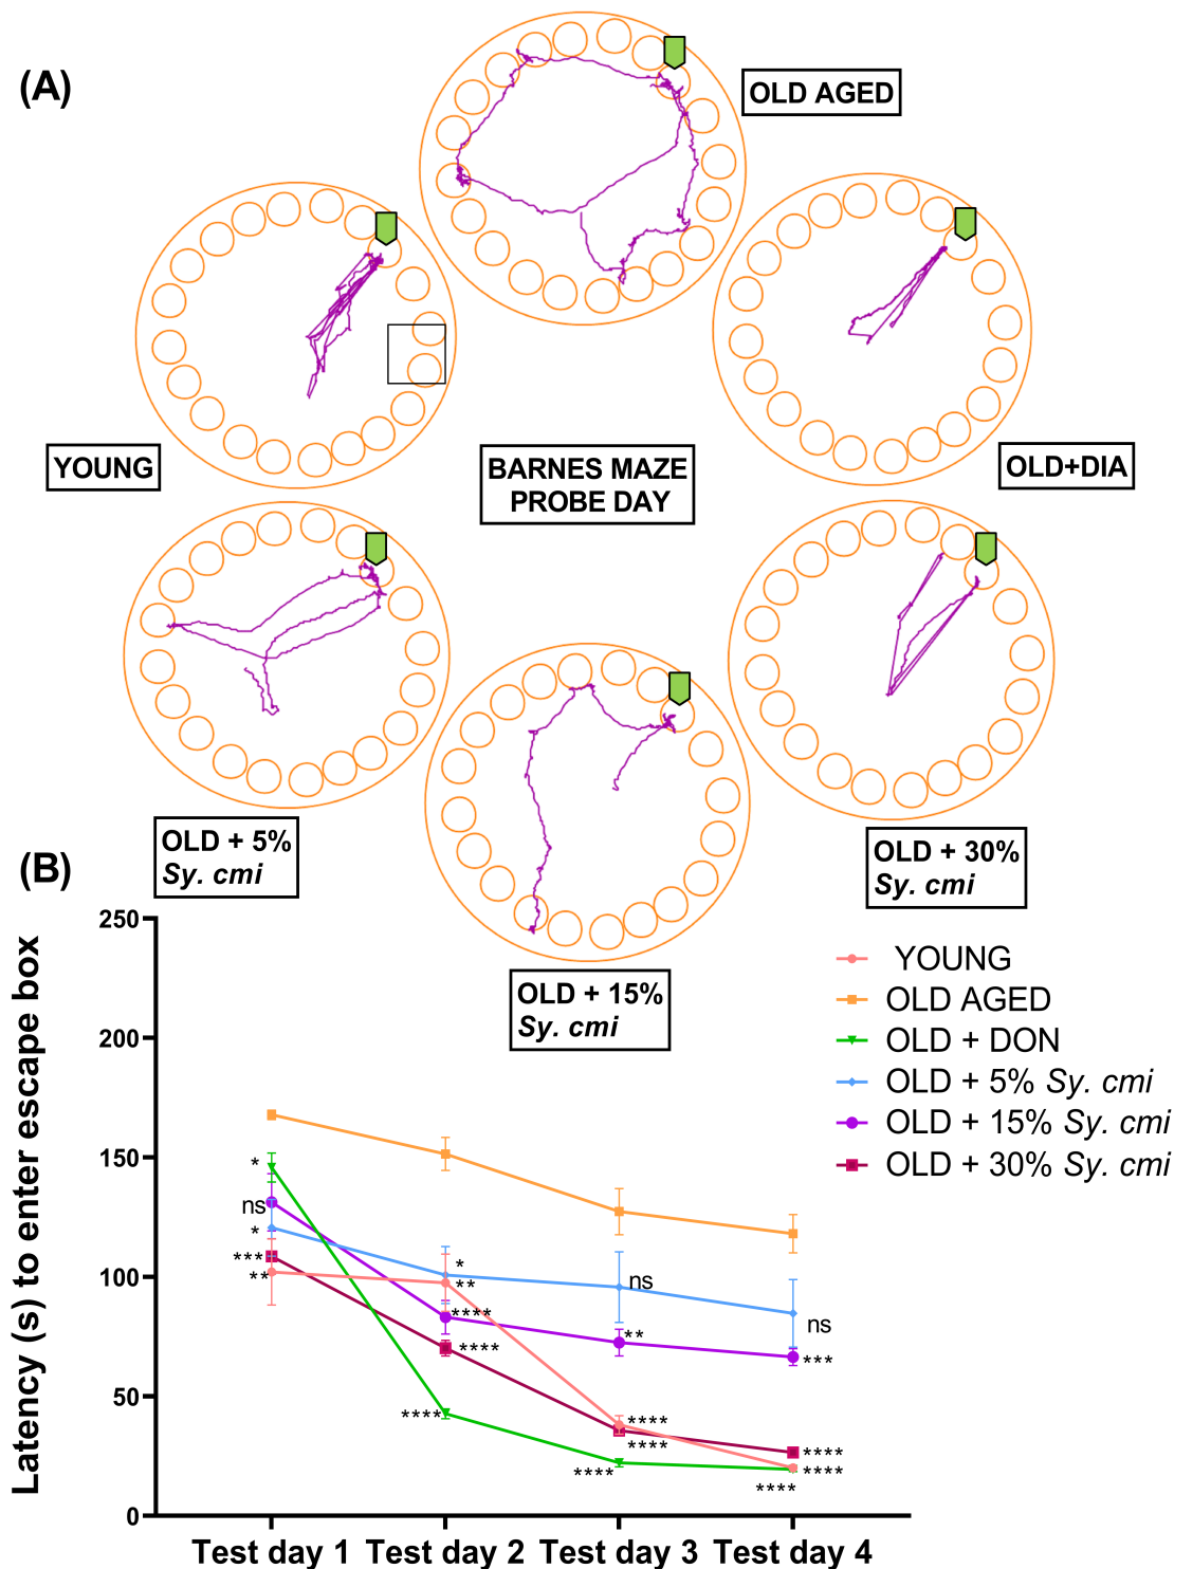 (A)
OLD AGED
YOUNG
BARNES MAZE
PROBE DAY
OLD+DIA
OLD + 5%
Sy. cmi
OLD + 30%
Sy. cmi
OLD + 15%
Sy. cmi
(B)
Latency (s) to enter escape box
250
200
150
100
50
0
YOUNG
OLD AGED
OLD + DON
OLD + 5% Sy. cmi
OLD + 15% Sy. cmi
OLD + 30% Sy. cmi
*
ns
*
***
**
*
**
****
****
****
ns
**
****
****
****
ns
***
****
****
****
Test day 1 Test day 2 Test day 3 Test day 4